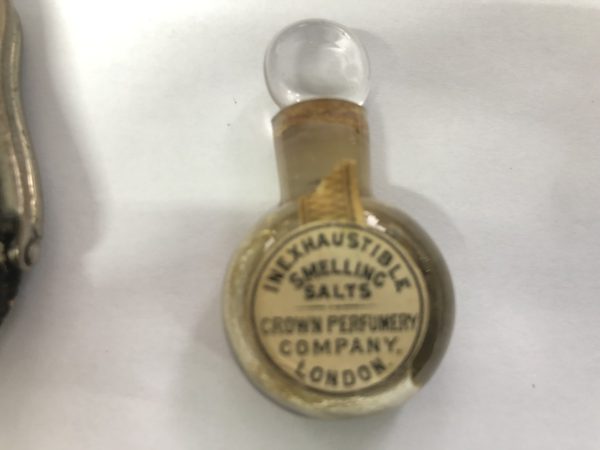 INEXHAUSTIBLE
SMELLING
SALTS
CROWN PERFUMERY
COMPANY,
LONDON